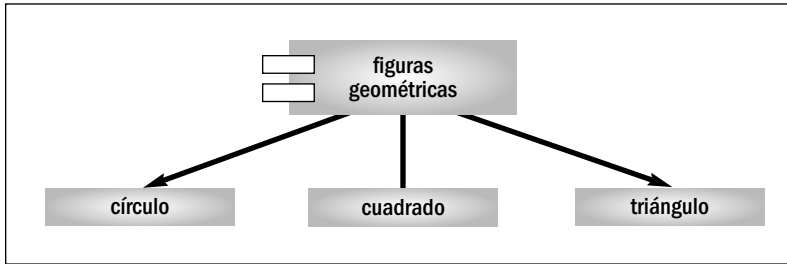 figuras
geométricas
círculo
cuadrado
triángulo